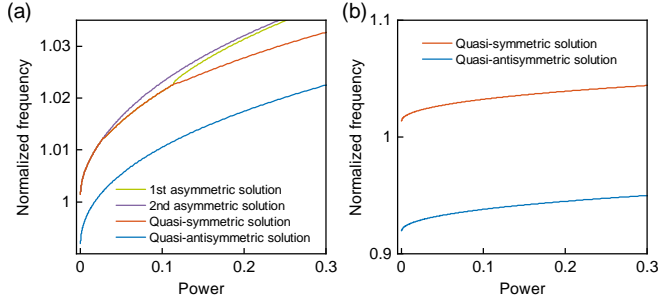 (a)
Normalized frequency
1.03
1.02
1.01
1
0
0.1
0.2
0.3
Power
1st asymmetric solution
2nd asymmetric solution
Quasi-symmetric solution
Quasi-antisymmetric solution
(b)
Normalized frequency
1.1
1
0.9
0
0.1
0.2
0.3
Power
Quasi-symmetric solution
Quasi-antisymmetric solution